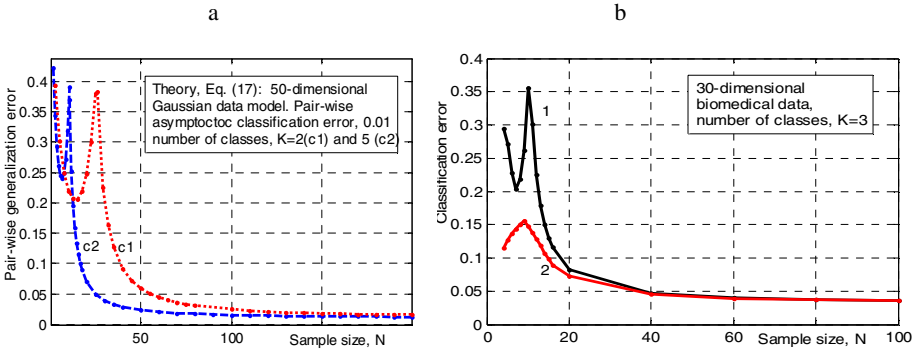 a
b
Pair-wise generalization error
0.4
0.35
0.3
0.25
0.2
0.15
0.1
0.05
0
Theory, Eq. (17): 50-dimensional
Gaussian data model. Pair-wise
asymptoctoc classification error, 0.01
number of classes, K=2(c1) and 5 (c2)
c2
c1
50
100
150
Sample size, N
Classification error
0.4
0.35
0.3
0.25
0.2
0.15
0.1
0.05
0
30-dimensional
biomedical data,
number of classes, K=3
1
2
0
20
40
60
80
100
Sample size, N